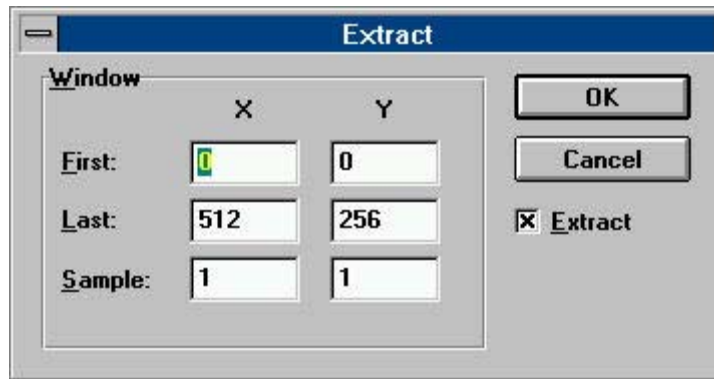 Extract
Window
X Y
OK
First: 0 0
Cancel
Last: 512 256
Extract
Sample: 1 1